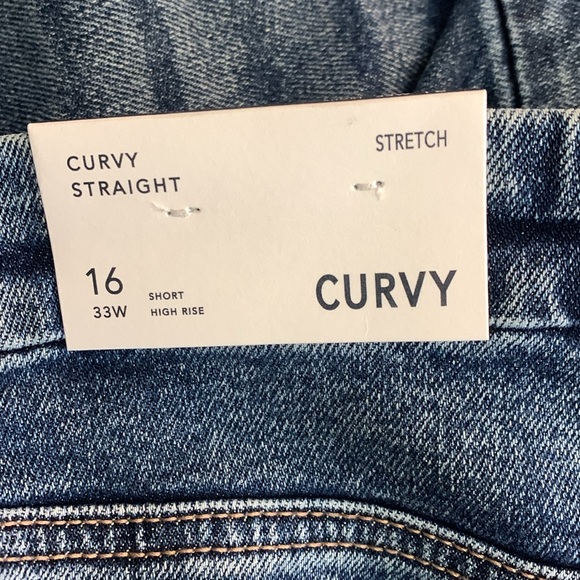 CURVY
STRAIGHT
STRETCH
16
33W
SHORT
HIGH RISE
CURVY